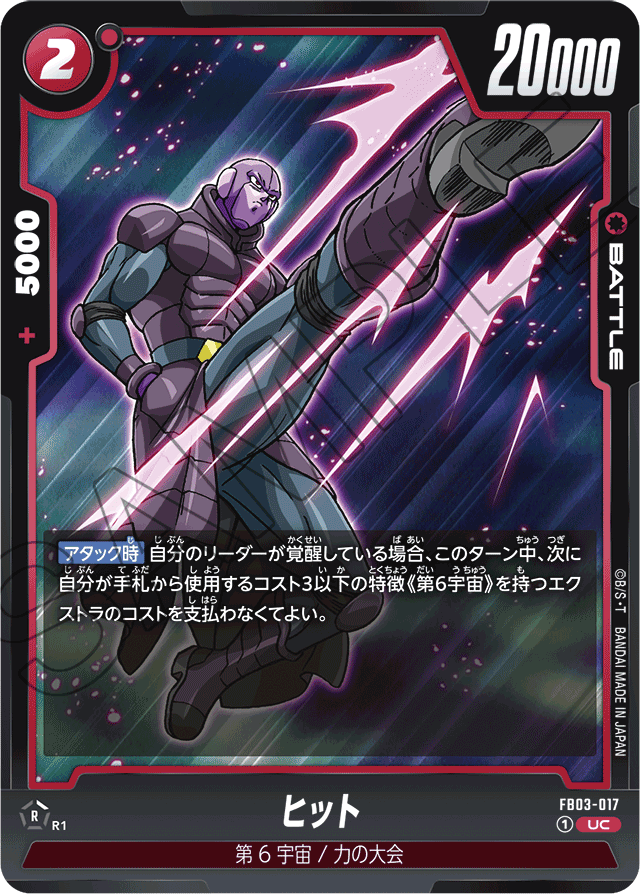 2
20000
+ 5000
BATTLE
SAMPLE
アタック時 自分のリーダーが覚醒している場合、このターン中、次に
自分が手札から使用するコスト3以下の特徴《第6宇宙》を持つエク
ストラのコストを支払わなくてよい。
©B/S・T BANDAI MADE IN JAPAN
R
R1
ヒット
FB03-017
1 UC
第6宇宙 / 力の大会